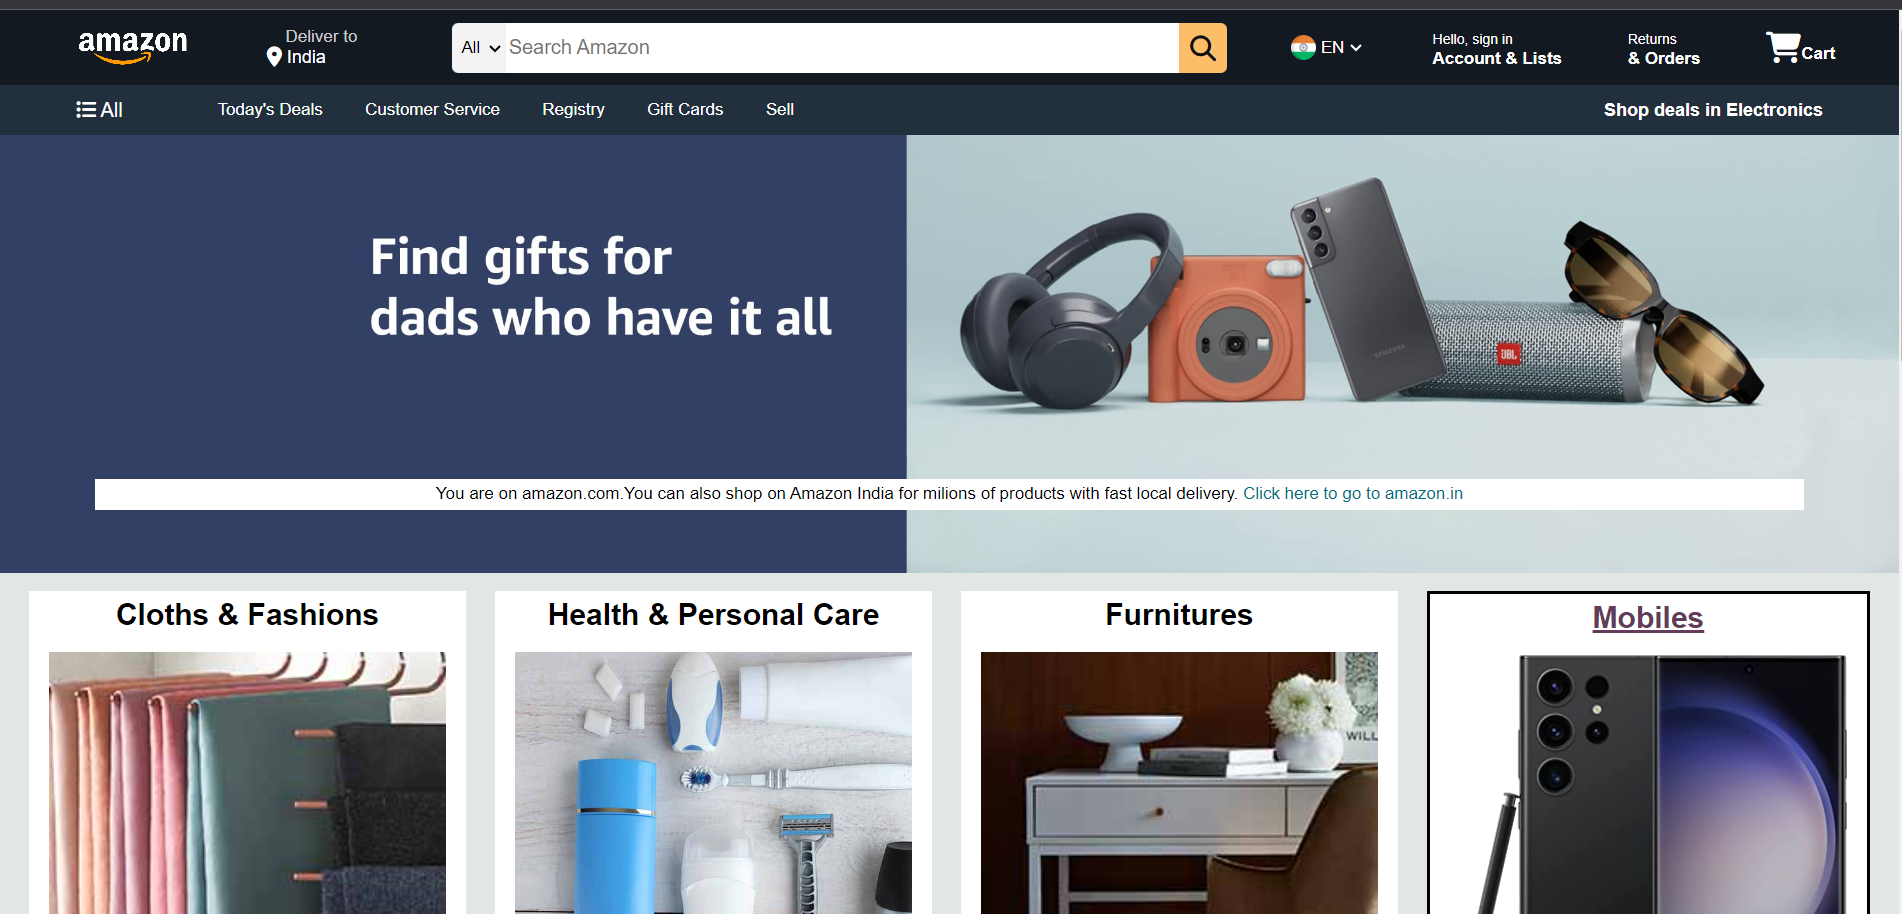 amazon
Deliver to
India
All
Search Amazon
EN
Hello, sign in
Account & Lists
Returns
& Orders
Cart
All
Today's Deals
Customer Service
Registry
Gift Cards
Sell
Shop deals in Electronics
Find gifts for
dads who have it all
SAMSUNG
JBL
You are on amazon.com.You can also shop on Amazon India for milions of products with fast local delivery. Click here to go to amazon.in
Cloths & Fashions
Health & Personal Care
Furnitures
Mobiles
WILL